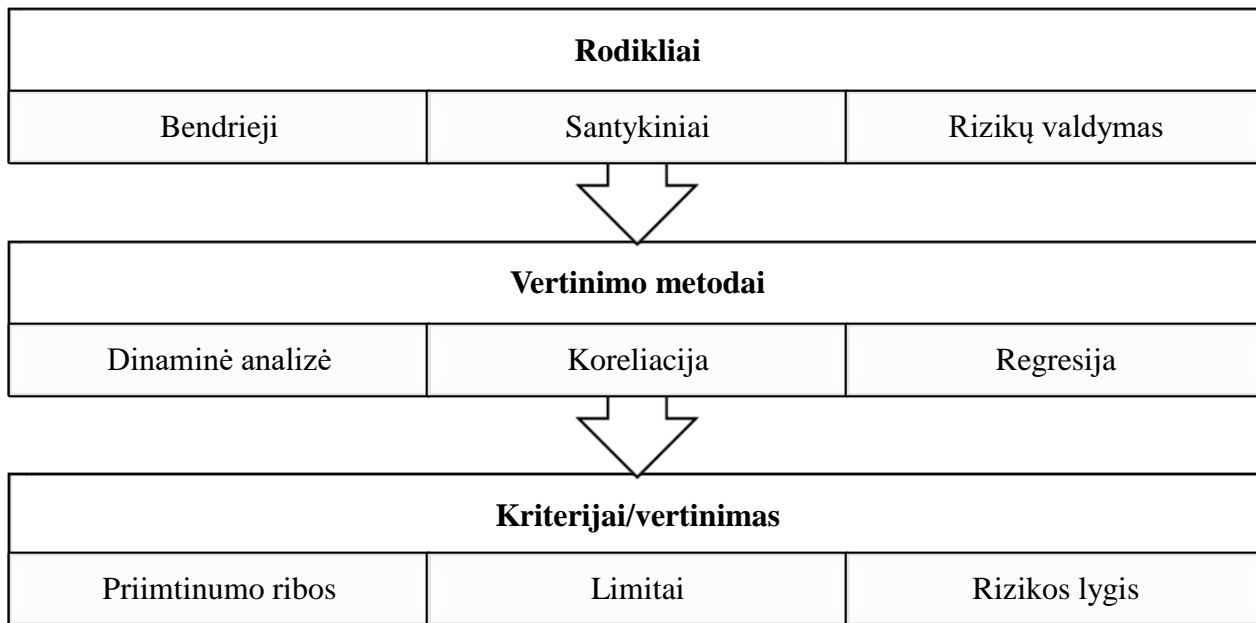 Rodikliai
Bendrieji Santykiniai Rizikų valdymas
Vertinimo metodai
Dinaminė analizė Koreliacija Regresija
Kriterijai/vertinimas
Priimtinumo ribos Limitai Rizikos lygis